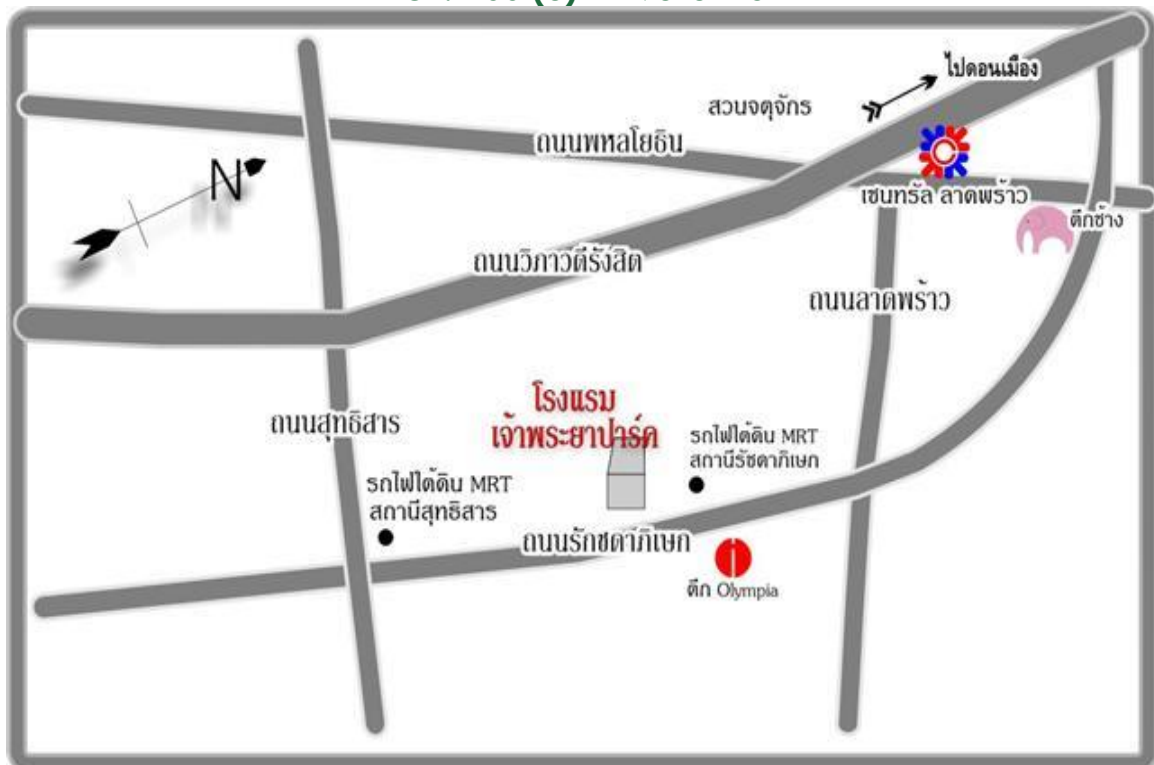 ไปดอนเมือง
สวนจตุจักร
ถนนพหลโยธิน
N
เซนทรัล ลาดพร้าว
ตึกช้าง
ถนนวิภาวดีรังสิต
ถนนลาดพร้าว
โรงแรม
เจ้าพระยาปาร์ค
ถนนสุทธิสาร
รถไฟใต้ดิน MRT
สถานีรัชดาภิเษก
รถไฟใต้ดิน MRT
สถานีสุทธิสาร
ถนนรักชดาภิเษก
ตึก Olympia